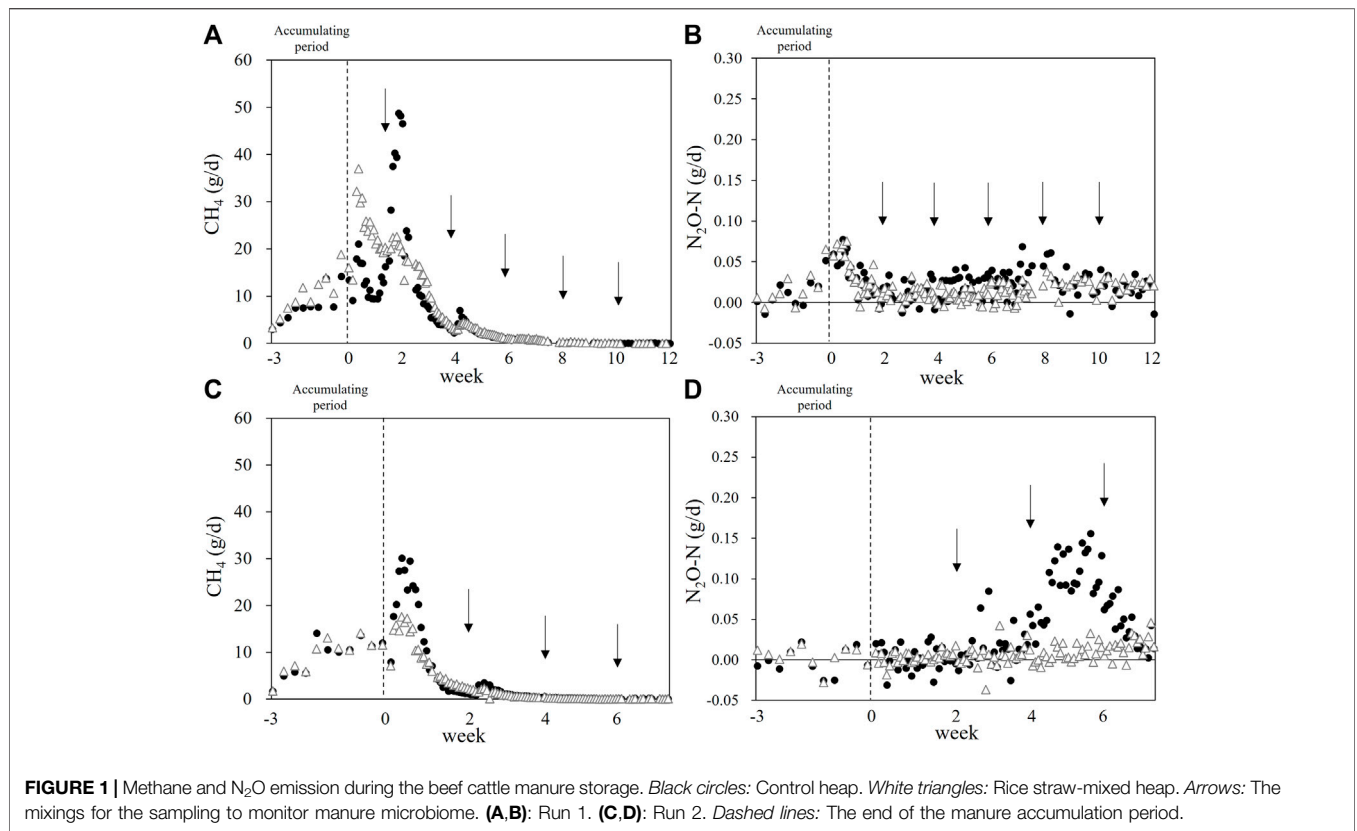 A
Accumulating
period
60
50
40
30
20
10
0
CH₄ (g/d)
-3 0 2 4 6 8 10 12
week
B
Accumulating
period
0.30
0.25
0.20
0.15
0.10
0.05
0.00
-0.05
N₂O-N (g/d)
-3 0 2 4 6 8 10 12
week
C
Accumulating
period
60
50
40
30
20
10
0
CH₄ (g/d)
-3 0 2 4 6
week
D
Accumulating
period
0.30
0.25
0.20
0.15
0.10
0.05
0.00
-0.05
N₂O-N (g/d)
-3 0 2 4 6
week
FIGURE 1 | Methane and N₂O emission during the beef cattle manure storage. Black circles: Control heap. White triangles: Rice straw-mixed heap. Arrows: The
mixings for the sampling to monitor manure microbiome. (A,B): Run 1. (C,D): Run 2. Dashed lines: The end of the manure accumulation period.